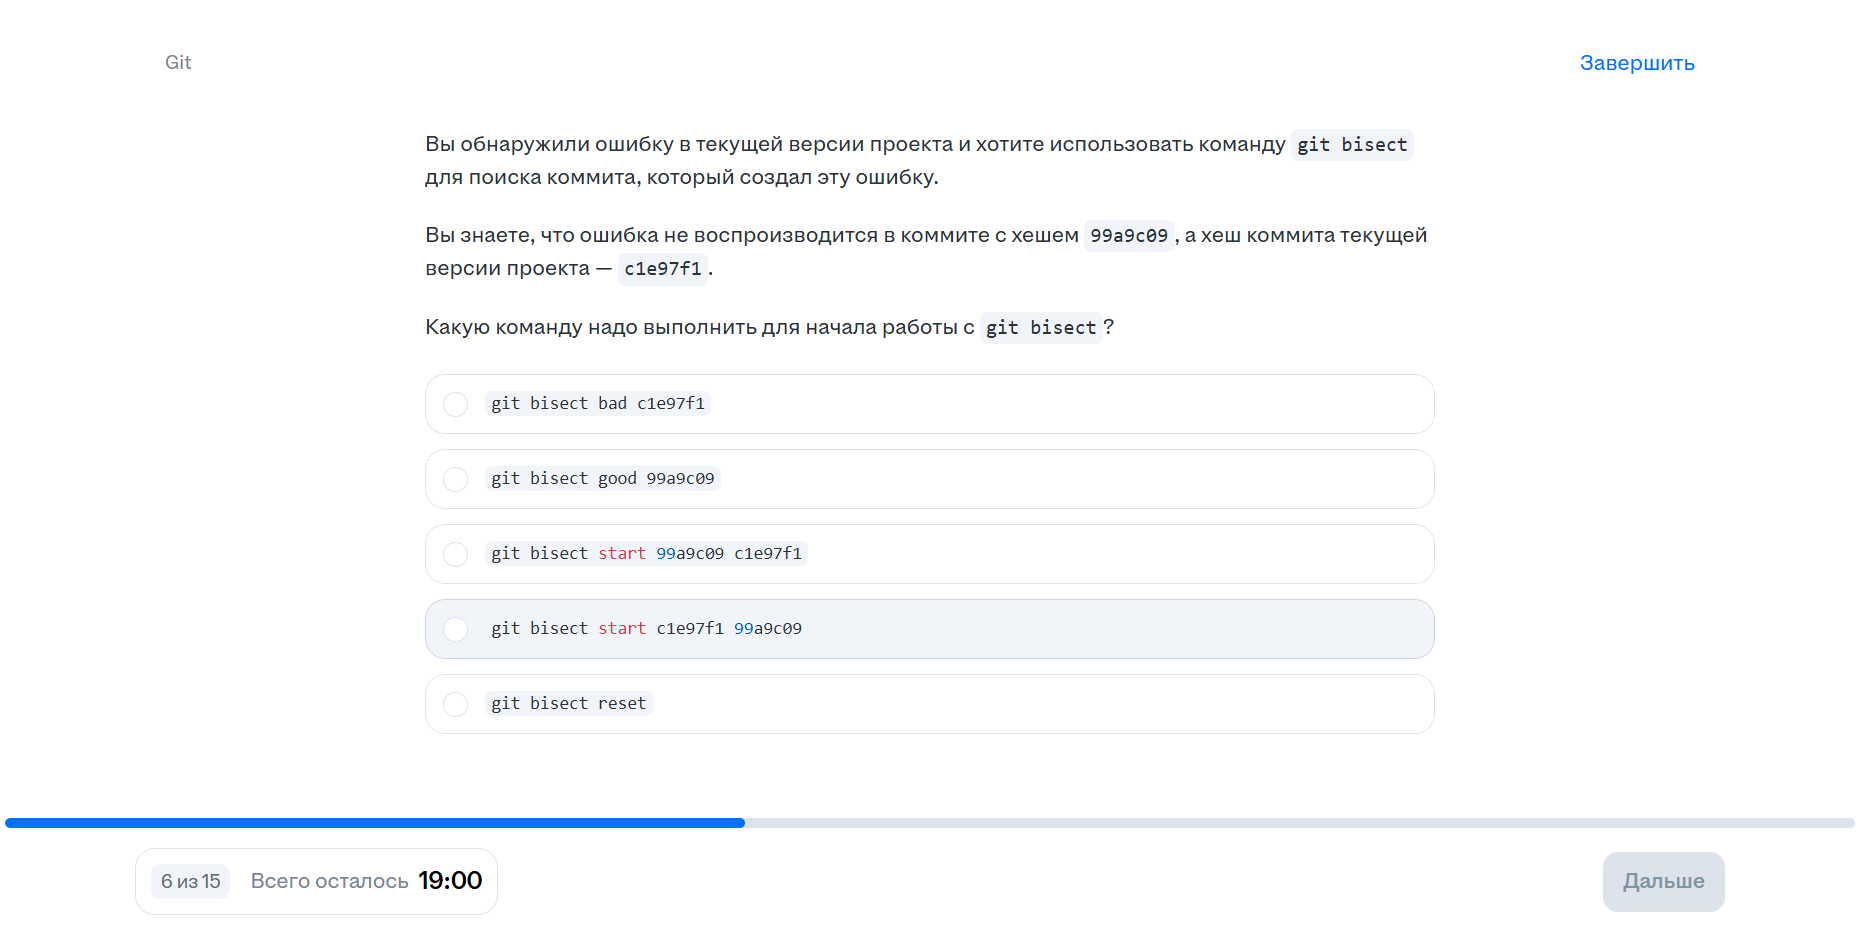 Git
Завершить
Вы обнаружили ошибку в текущей версии проекта и хотите использовать команду git bisect
для поиска коммита, который создал эту ошибку.
Вы знаете, что ошибка не воспроизводится в коммите с хешем 99a9c09, а хеш коммита текущей
версии проекта — c1e97f1.
Какую команду надо выполнить для начала работы с git bisect?
git bisect bad c1e97f1
git bisect good 99a9c09
git bisect start 99a9c09 c1e97f1
git bisect start c1e97f1 99a9c09
git bisect reset
6 из 15 Всего осталось 19:00
Дальше